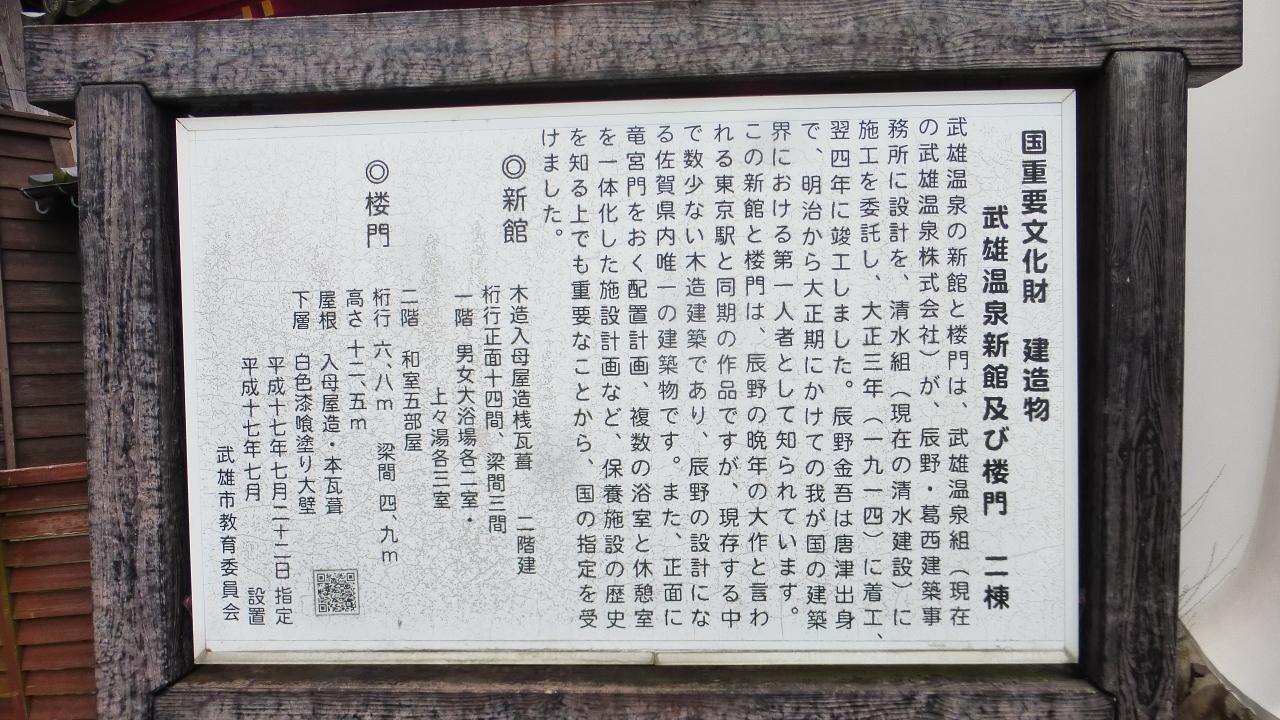 国重要文化財　建造物
武雄温泉新館及び楼門　二棟
武雄温泉の新館と楼門は、武雄温泉組（現在
の武雄温泉株式会社）が、辰野・葛西建築事
務所に設計を、清水組（現在の清水建設）に
施工を委託し、大正三年（一九一四）に着工、
翌四年に竣工しました。辰野金吾は唐津出身
で、明治から大正期にかけての我が国の建築
界における第一人者として知られています。
この新館と楼門は、辰野の晩年の大作と言わ
れる東京駅と同期の作品ですが、現存する中
で数少ない木造建築であり、辰野の設計にな
る佐賀県内唯一の建築物です。また、正面に
竜宮門をおく配置計画、複数の浴室と休憩室
を一体化した施設計画など、保養施設の歴史
を知る上でも重要なことから、国の指定を受
けました。
◎新館　木造入母屋造桟瓦葺　二階建
桁行正面十四間、梁間三間
一階　男女大浴場各二室・
上々湯各三室
二階　和室五部屋
◎楼門　桁行　六、八ｍ　梁間　四、九ｍ
高さ　十二、五ｍ
屋根　入母屋造・本瓦葺
下層　白色漆喰塗り大壁
平成十七年七月二十二日　指定
平成十七年七月　設置
武雄市教育委員会